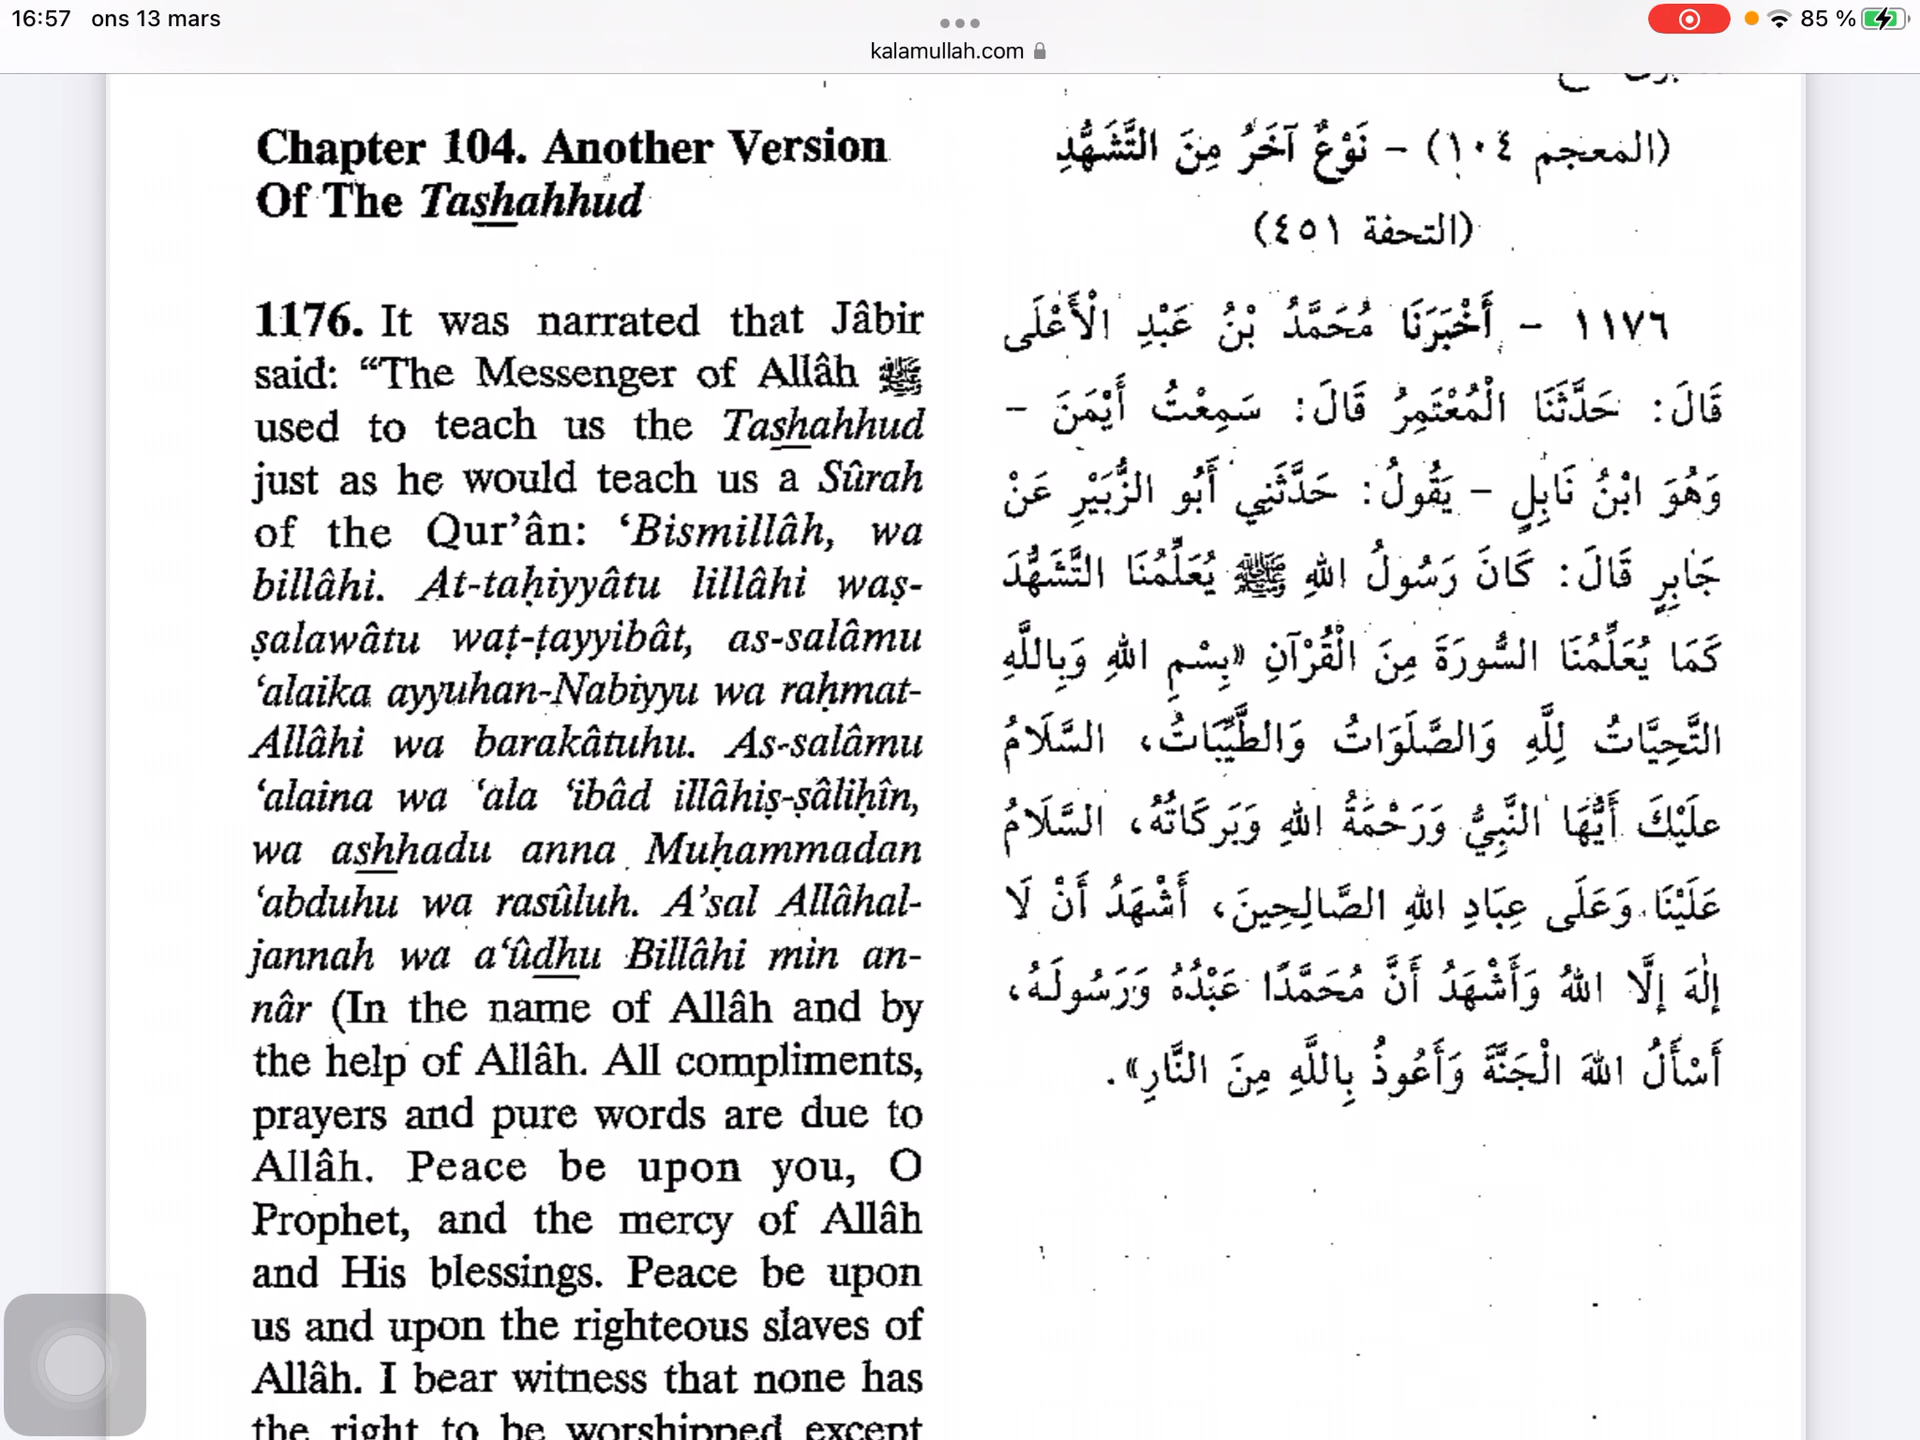 16:57 ons 13 mars
85 %
kalamullah.com
Chapter 104. Another Version
Of The Tashahhud
1176. It was narrated that Jâbir
said: “The Messenger of Allâh ﷺ
used to teach us the Tashahhud
just as he would teach us a Sûrah
of the Qur’ân: ‘Bismillâh, wa
billâhi. At-taḥiyyâtu lillâhi waṣ-
ṣalawâtu waṭ-ṭayyibât, as-salâmu
‘alaika ayyuhan-Nabiyyu wa raḥmat-
Allâhi wa barakâtuhu. As-salâmu
‘alaina wa ‘ala ‘ibâd illâhiṣ-ṣâliḥîn,
wa ashhadu anna Muḥammadan
‘abduhu wa rasûluh. A’sal Allâhal-
jannah wa a‘ûdhu Billâhi min an-
nâr (In the name of Allâh and by
the help of Allâh. All compliments,
prayers and pure words are due to
Allâh. Peace be upon you, O
Prophet, and the mercy of Allâh
and His blessings. Peace be upon
us and upon the righteous slaves of
Allâh. I bear witness that none has
the right to be worshipped except
(المعجم ١٠٤) - نَوْعٌ آخَرُ مِنَ التَّشَهُّدِ
(التحفة ٤٥١)
١١٧٦ - أَخْبَرَنَا مُحَمَّدُ بْنُ عَبْدِ الْأَعْلَى
قَالَ: حَدَّثَنَا الْمُعْتَمِرُ قَالَ: سَمِعْتُ أَيْمَنَ -
وَهُوَ ابْنُ نَابِلٍ - يَقُولُ: حَدَّثَنِي أَبُو الزُّبَيْرِ عَنْ
جَابِرٍ قَالَ: كَانَ رَسُولُ اللهِ ﷺ يُعَلِّمُنَا التَّشَهُّدَ
كَمَا يُعَلِّمُنَا السُّورَةَ مِنَ الْقُرْآنِ «بِسْمِ اللهِ وَبِاللَّهِ
التَّحِيَّاتُ لِلَّهِ وَالصَّلَوَاتُ وَالطَّيِّبَاتُ، السَّلَامُ
عَلَيْكَ أَيُّهَا النَّبِيُّ وَرَحْمَةُ اللهِ وَبَرَكَاتُهُ، السَّلَامُ
عَلَيْنَا وَعَلَى عِبَادِ اللهِ الصَّالِحِينَ، أَشْهَدُ أَنْ لَا
إِلٰهَ إِلَّا اللهُ وَأَشْهَدُ أَنَّ مُحَمَّدًا عَبْدُهُ وَرَسُولُهُ،
أَسْأَلُ اللهَ الْجَنَّةَ وَأَعُوذُ بِاللَّهِ مِنَ النَّارِ».